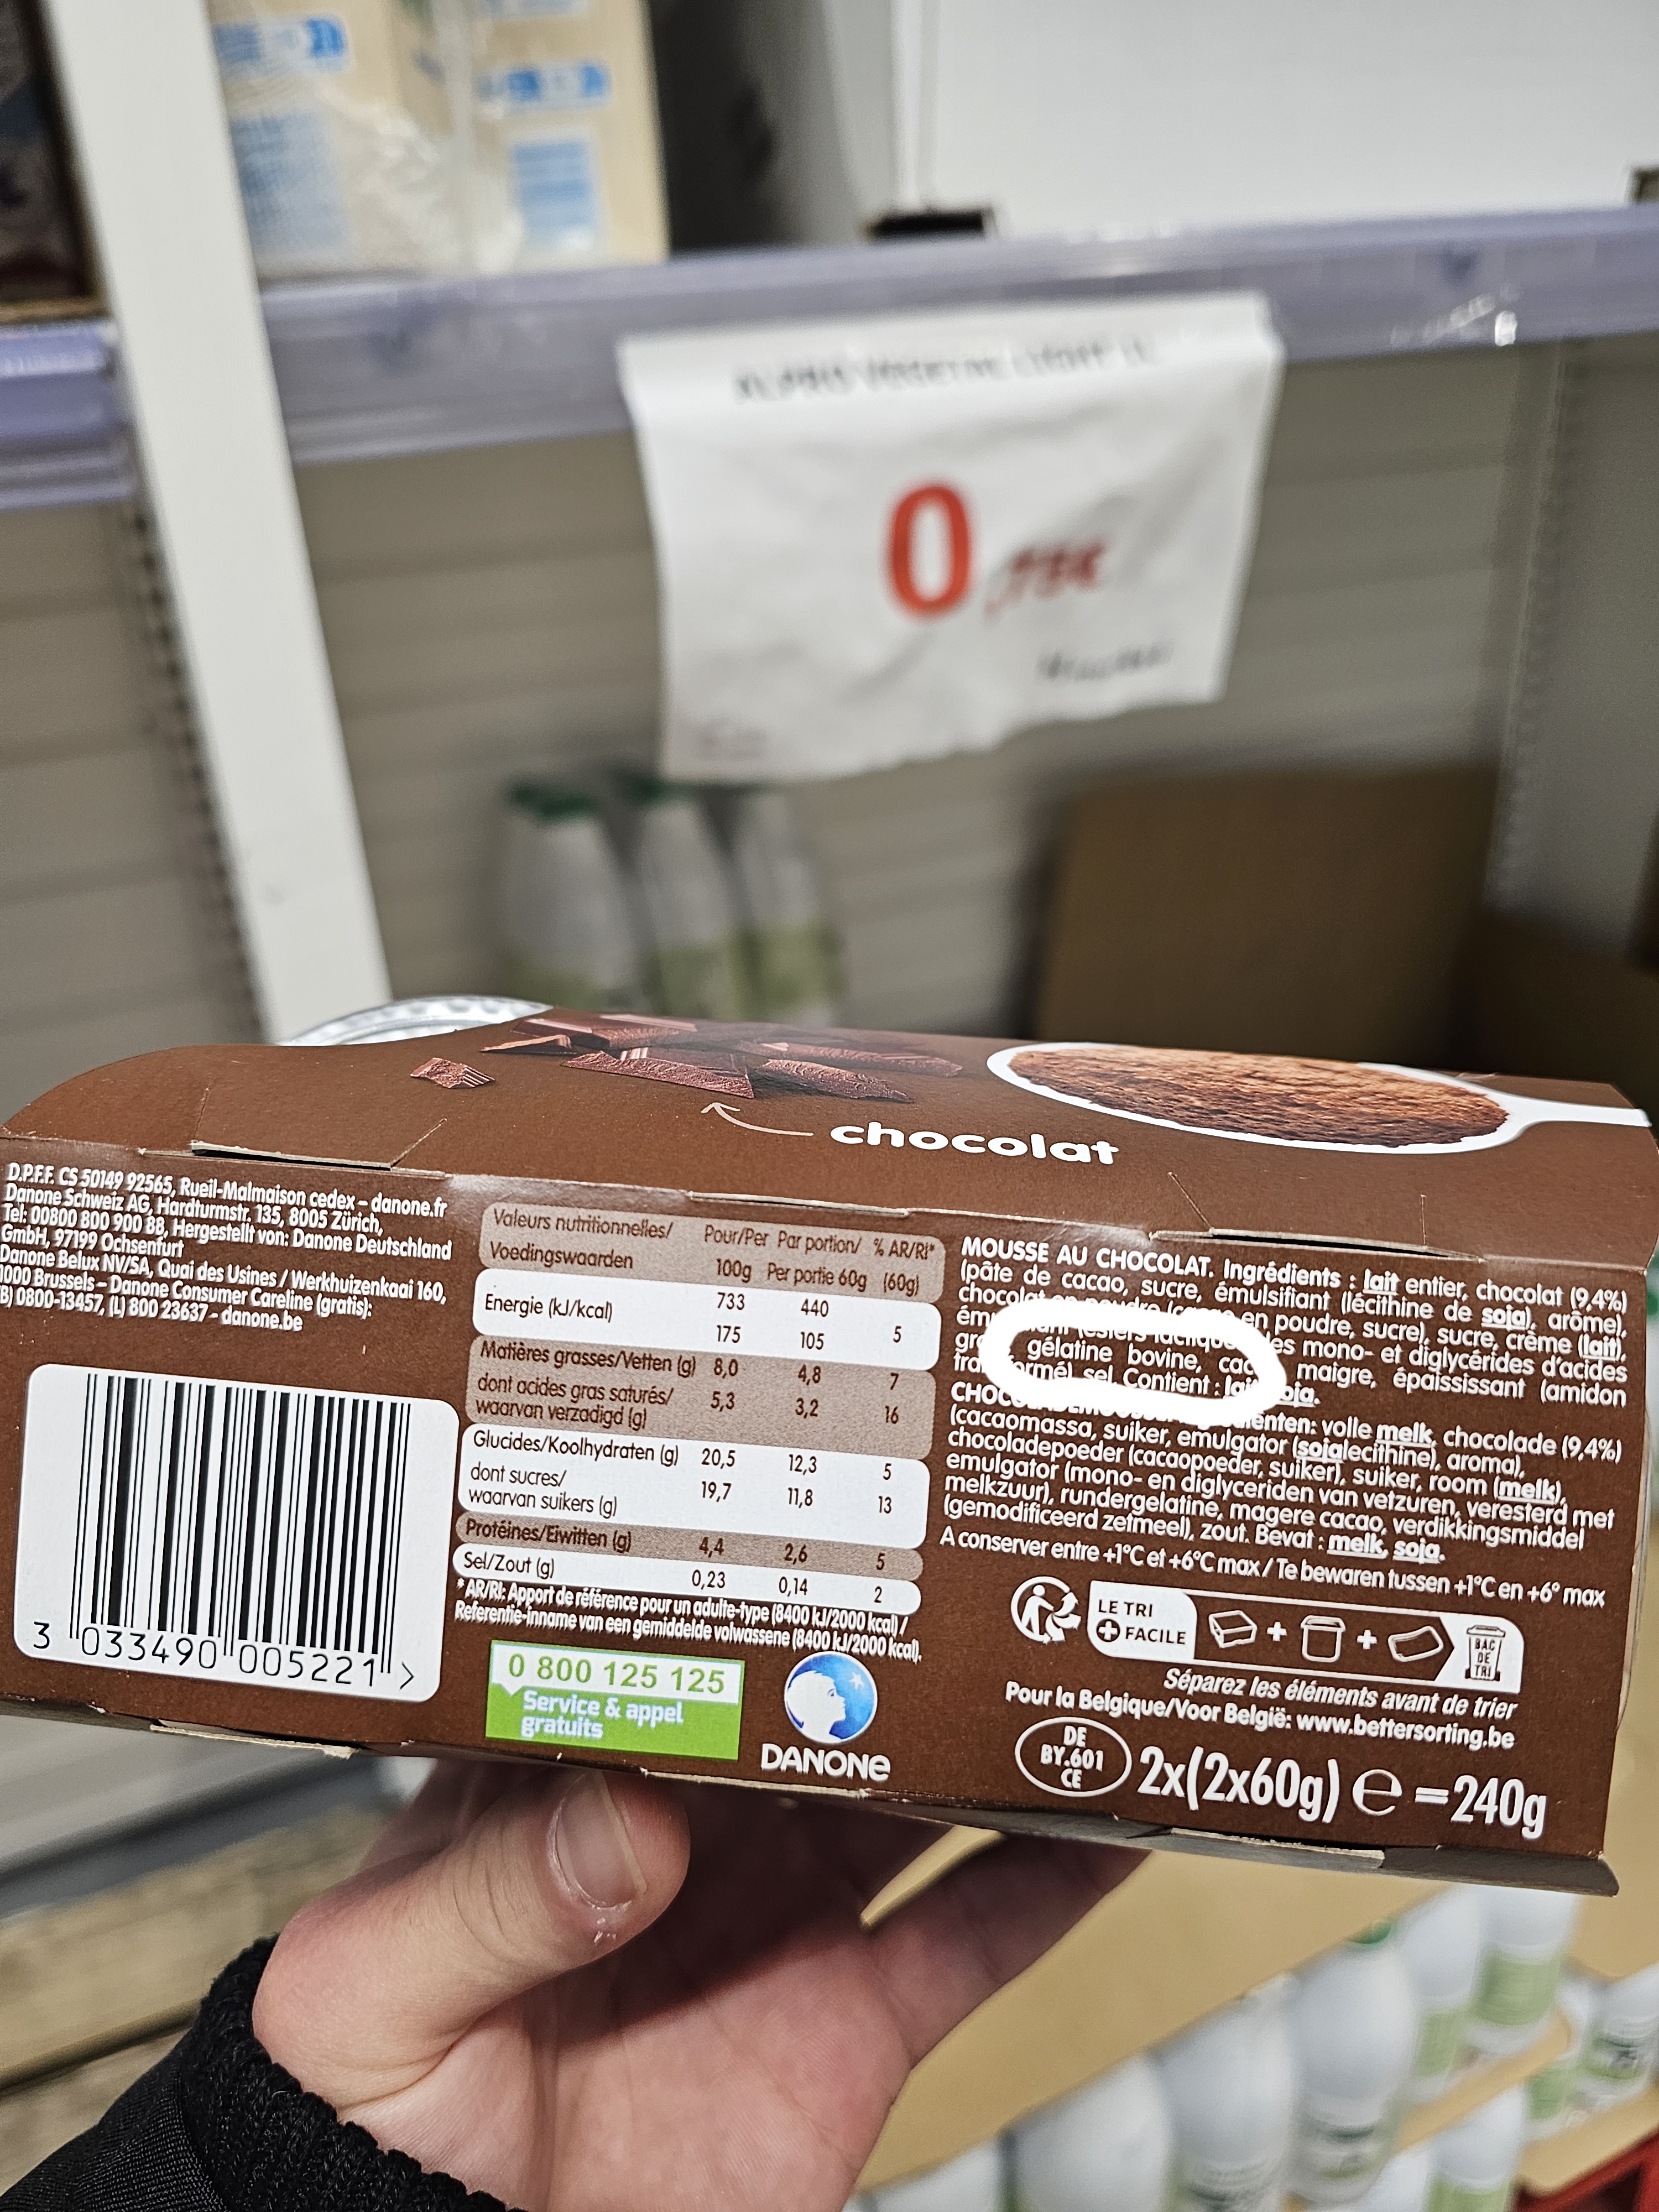 0
chocolat
D.P.F.F. CS 50149 92565, Rueil-Malmaison cedex – danone.fr
Danone Schweiz AG, Hardturmstr. 135, 8005 Zürich,
Tel: 00800 800 900 88, Hergestellt von: Danone Deutschland
GmbH, 97199 Ochsenfurt
Danone Belux NV/SA, Quai des Usines / Werkhuizenkaai 160,
1000 Brussels – Danone Consumer Careline (gratis):
B) 0800-13457, (L) 800 23637 - danone.be
3 033490 005221 >
Valeurs nutritionnelles/ Pour/Per Par portion/ % AR/RI*
Voedingswaarden 100g Per portie 60g (60g)
Energie (kJ/kcal) 733 440
175 105 5
Matières grasses/Vetten (g) 8,0 4,8 7
dont acides gras saturés/
waarvan verzadigd (g) 5,3 3,2 16
Glucides/Koolhydraten (g) 20,5 12,3 5
dont sucres/
waarvan suikers (g) 19,7 11,8 13
Protéines/Eiwitten (g) 4,4 2,6 5
Sel/Zout (g) 0,23 0,14 2
*AR/RI: Apport de référence pour un adulte-type (8400 kJ/2000 kcal) /
Referentie-inname van een gemiddelde volwassene (8400 kJ/2000 kcal).
0 800 125 125
Service & appel
gratuits
DANONE
MOUSSE AU CHOCOLAT. Ingrédients : lait entier, chocolat (9,4%)
(pâte de cacao, sucre, émulsifiant (lécithine de soja), arôme),
chocolat en poudre en poudre, sucre), sucre, crème (lait),
mono- et diglycérides d'acides
gélatine bovine, maigre, épaississant (amidon
sel. Contient :
volle melk, chocolade (9,4%)
(cacaomassa, suiker, emulgator (sojalecithine), aroma),
chocoladepoeder (cacaopoeder, suiker), suiker, room (melk),
emulgator (mono- en diglyceriden van vetzuren, veresterd met
melkzuur), rundergelatine, magere cacao, verdikkingsmiddel
(gemodificeerd zetmeel), zout. Bevat : melk, soja.
A conserver entre +1°C et +6°C max / Te bewaren tussen +1°C en +6° max
LE TRI
+ FACILE
+ +
BAC
DE
TRI
Séparez les éléments avant de trier
Pour la Belgique/Voor België: www.bettersorting.be
DE
BY.601
CE
2x(2x60g) e =240g